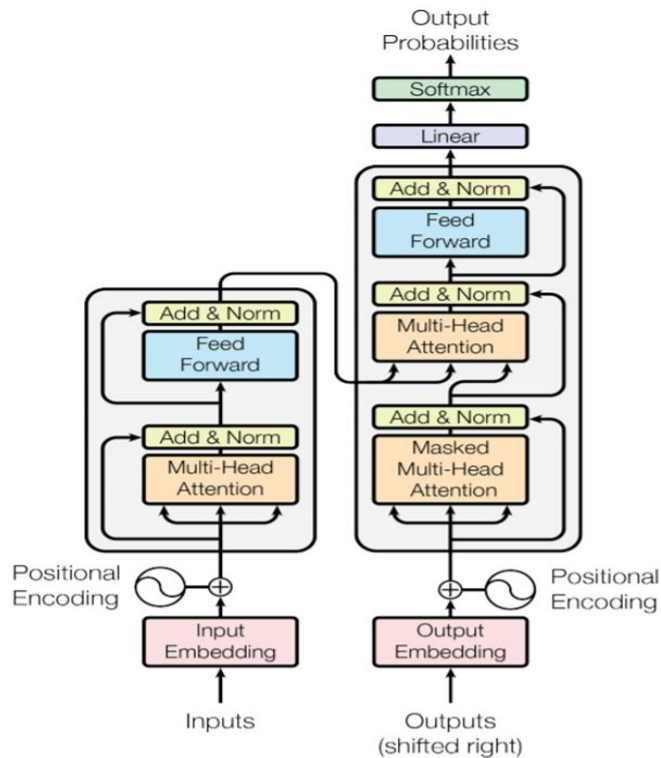 Output
Probabilities
Softmax
Linear
Add & Norm
Feed
Forward
Add & Norm
Multi-Head
Attention
Add & Norm
Masked
Multi-Head
Attention
Add & Norm
Feed
Forward
Add & Norm
Multi-Head
Attention
Positional
Encoding
Positional
Encoding
Input
Embedding
Output
Embedding
Inputs
Outputs
(shifted right)